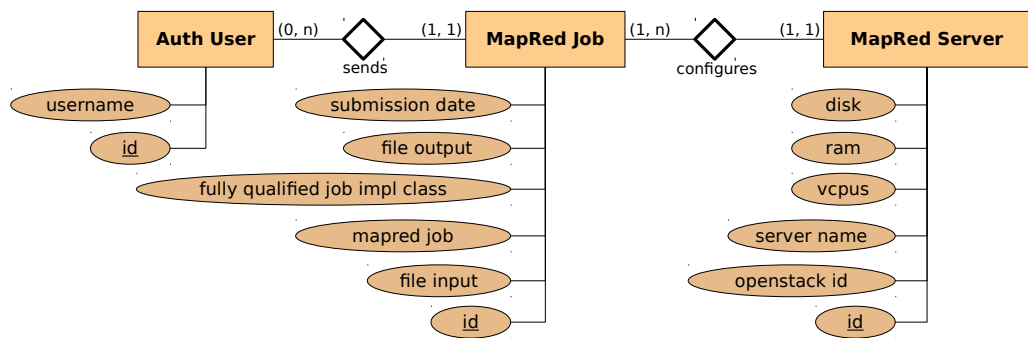 Auth User
(0, n)
sends
(1, 1)
MapRed Job
(1, n)
configures
(1, 1)
MapRed Server
username
id
submission date
file output
fully qualified job impl class
mapred job
file input
id
disk
ram
vcpus
server name
openstack id
id